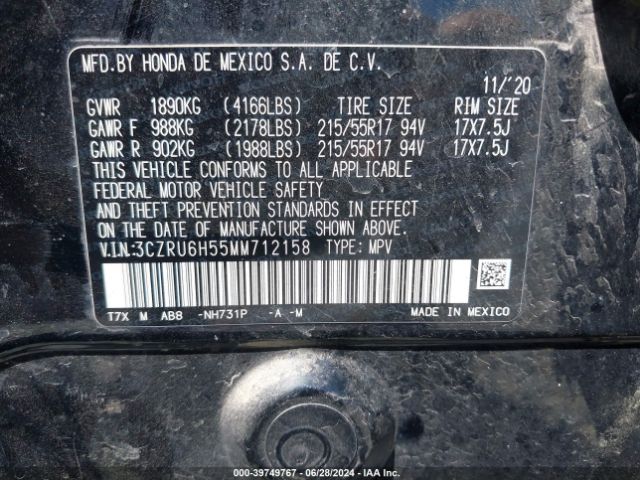 MFD.BY HONDA DE MEXICO S.A. DE C.V.
11/'20
GVWR 1890KG (4166LBS) TIRE SIZE RIM SIZE
GAWR F 988KG (2178LBS) 215/55R17 94V 17X7.5J
GAWR R 902KG (1988LBS) 215/55R17 94V 17X7.5J
THIS VEHICLE CONFORMS TO ALL APPLICABLE
FEDERAL MOTOR VEHICLE SAFETY
AND THEFT PREVENTION STANDARDS IN EFFECT
ON THE DATE OF MANUFACTURE SHOWN ABOVE.
V.I.N:3CZRU6H55MM712158 TYPE: MPV
T7X M AB8 -NH731P -A -M MADE IN MEXICO
000-39749767 - 06/28/2024 - IAA Inc.